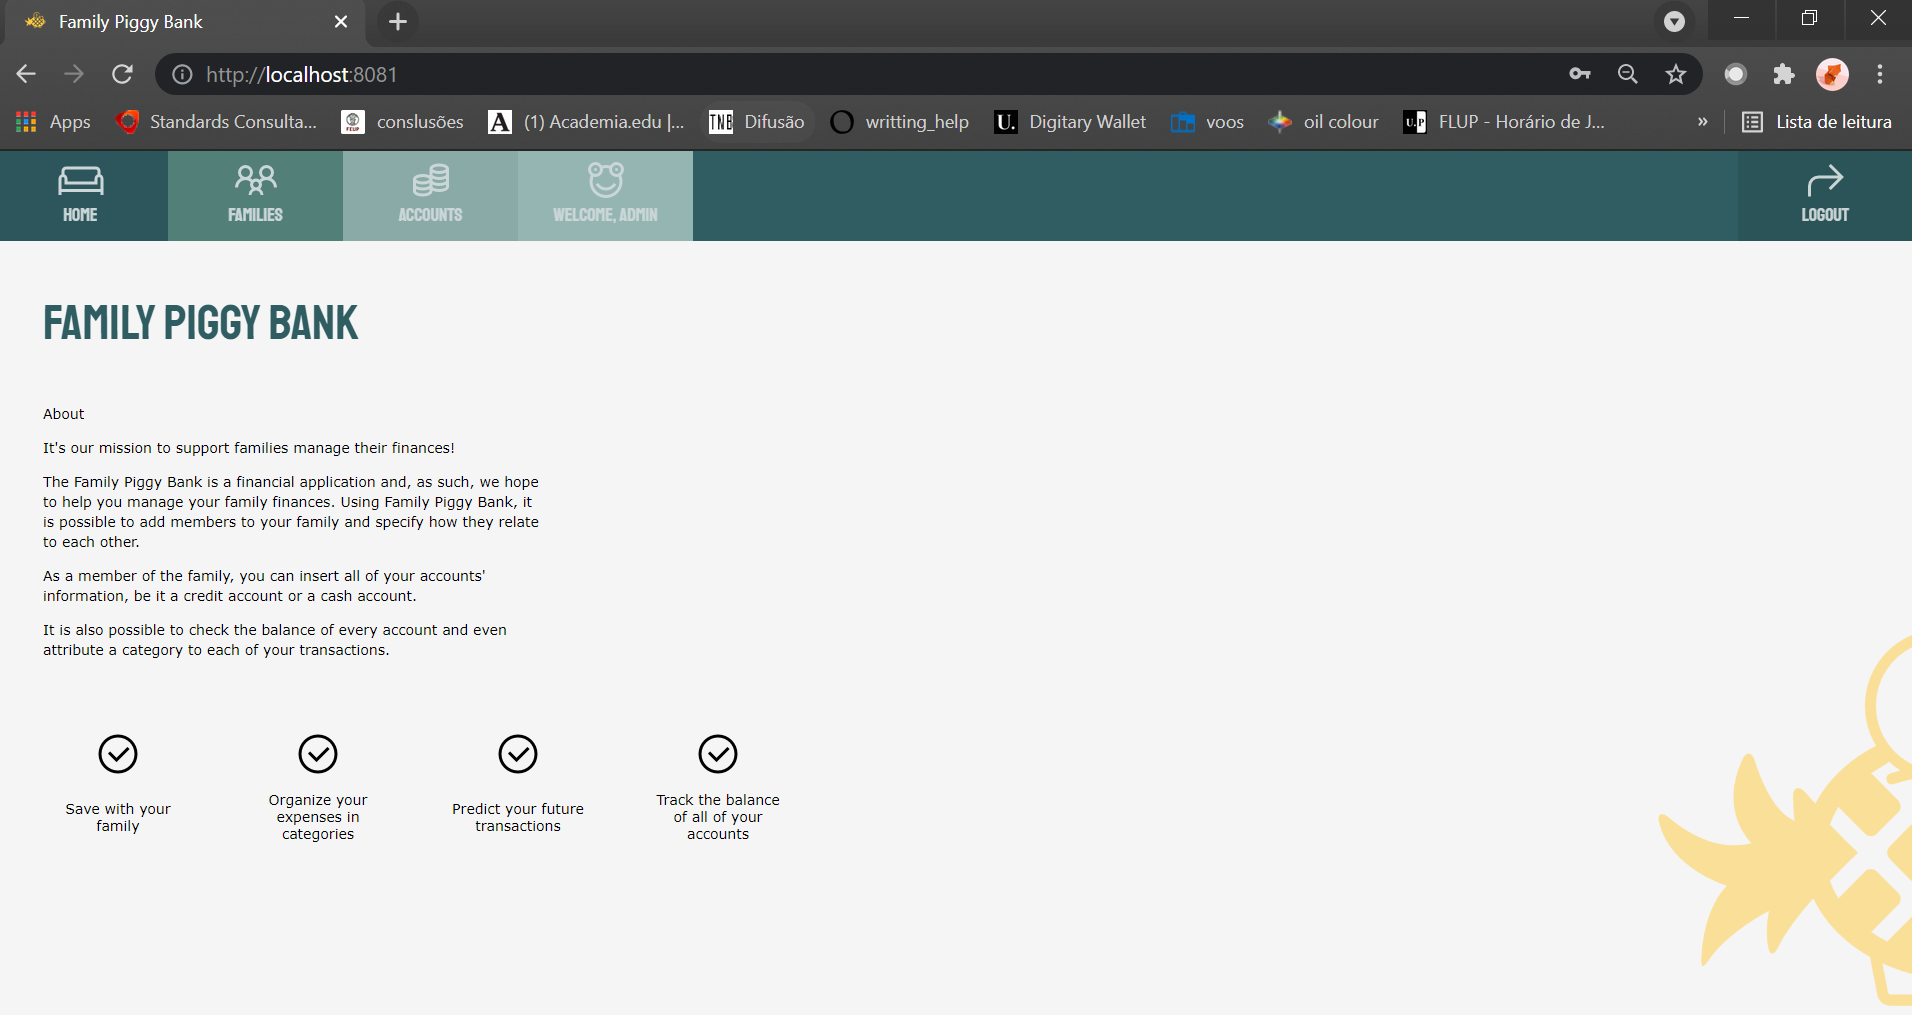 Family Piggy Bank
http://localhost:8081
Apps
Standards Consulta...
conslusões
(1) Academia.edu |...
Difusão
writting_help
Digitary Wallet
voos
oil colour
FLUP - Horário de J...
»
Lista de leitura
HOME
FAMILIES
ACCOUNTS
WELCOME, ADMIN
LOGOUT
FAMILY PIGGY BANK
About
It's our mission to support families manage their finances!
The Family Piggy Bank is a financial application and, as such, we hope
to help you manage your family finances. Using Family Piggy Bank, it
is possible to add members to your family and specify how they relate
to each other.
As a member of the family, you can insert all of your accounts'
information, be it a credit account or a cash account.
It is also possible to check the balance of every account and even
attribute a category to each of your transactions.
Save with your
family
Organize your
expenses in
categories
Predict your future
transactions
Track the balance
of all of your
accounts